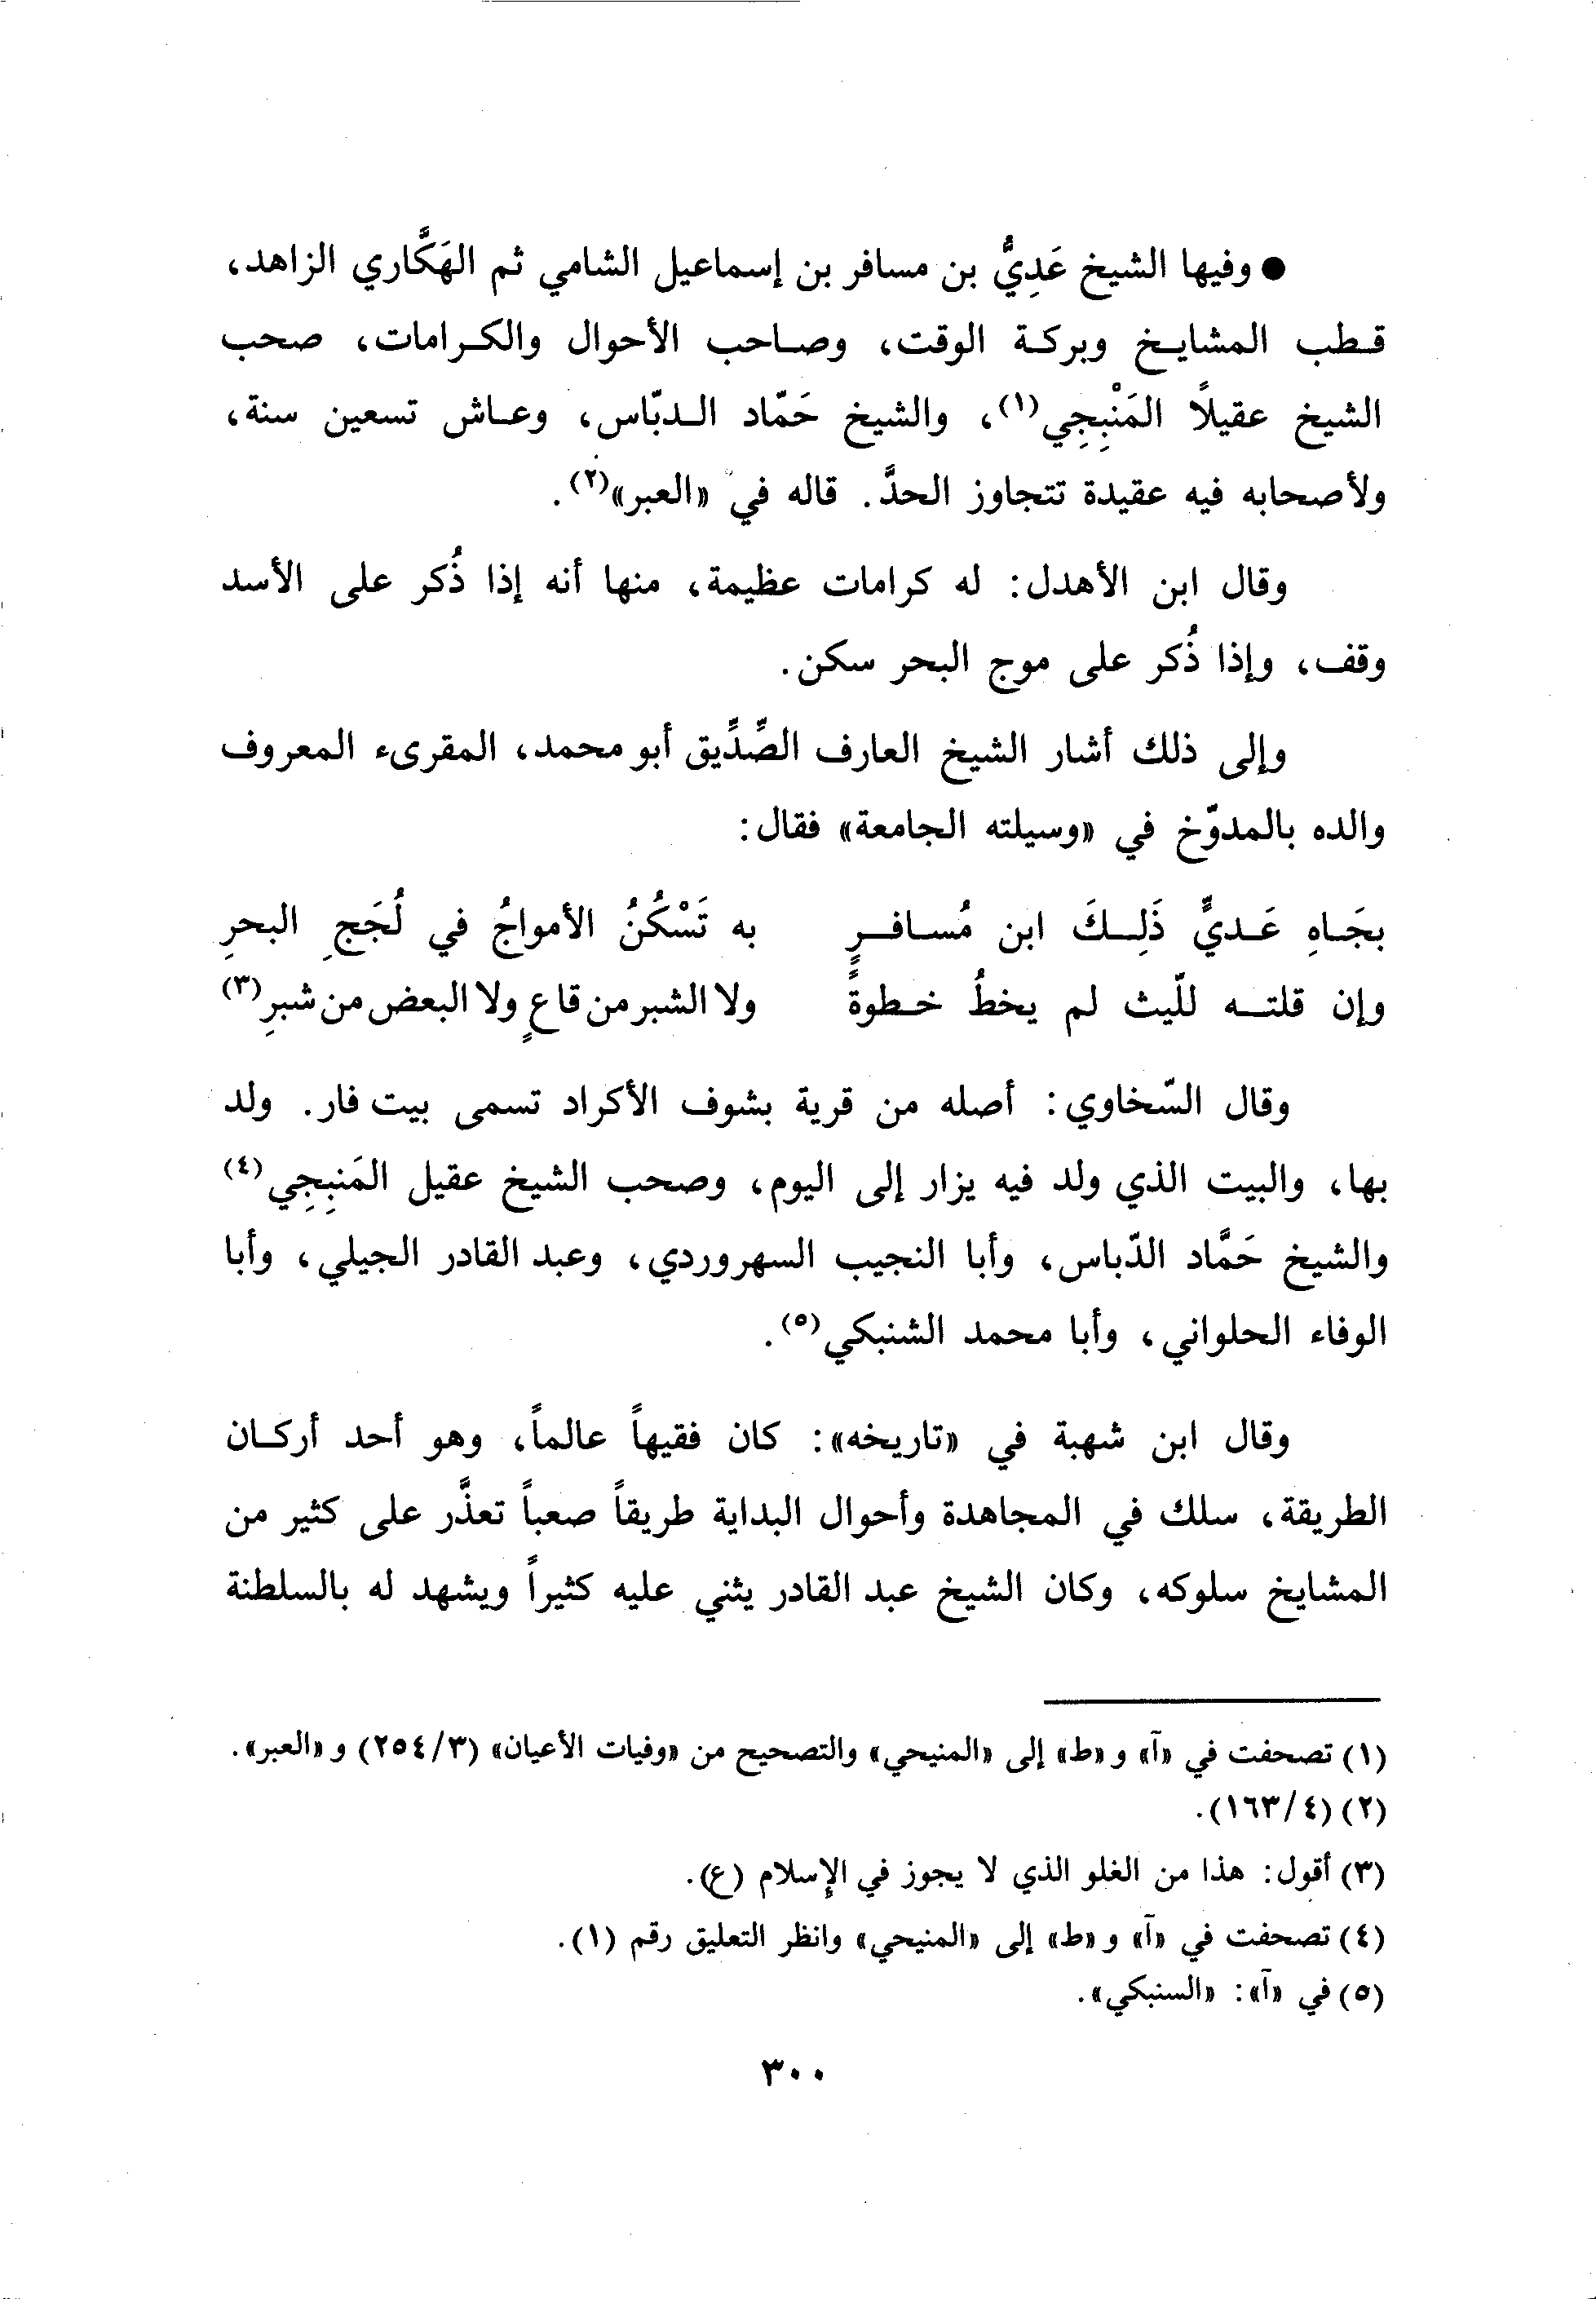 ● وفيها الشيخ عَدِيُّ بن مسافر بن إسماعيل الشامي ثم الهَكَّاري الزاهد،
قطب المشايخ وبركة الوقت، وصاحب الأحوال والكرامات، صحب
الشيخ عقيلاً المَنْبِجِي(١)، والشيخ حَمّاد الدبّاس، وعاش تسعين سنة،
ولأصحابه فيه عقيدة تتجاوز الحدَّ. قاله في «العبر»(٢).
وقال ابن الأهدل: له كرامات عظيمة، منها أنه إذا ذُكر على الأسد
وقف، وإذا ذُكر على موج البحر سكن.
وإلى ذلك أشار الشيخ العارف الصِّدِّيق أبو محمد، المقرىء المعروف
والده بالمدوّخ في «وسيلته الجامعة» فقال:
بجَاهِ عَديٍّ ذَلِكَ ابن مُسافرٍ به تَسْكُنُ الأمواجُ في لُجَجِ البحرِ
وإن قلته للّيث لم يخطُ خطوةً ولا الشبر من قاعٍ ولا البعض من شبرِ(٣)
وقال السّخاوي: أصله من قرية بشوف الأكراد تسمى بيت فار. ولد
بها، والبيت الذي ولد فيه يزار إلى اليوم، وصحب الشيخ عقيل المَنبِجِي(٤)
والشيخ حَمَّاد الدّباس، وأبا النجيب السهروردي، وعبد القادر الجيلي، وأبا
الوفاء الحلواني، وأبا محمد الشنبكي(٥).
وقال ابن شهبة في «تاريخه»: كان فقيهاً عالماً، وهو أحد أركان
الطريقة، سلك في المجاهدة وأحوال البداية طريقاً صعباً تعذَّر على كثير من
المشايخ سلوكه، وكان الشيخ عبد القادر يثني عليه كثيراً ويشهد له بالسلطنة
(١) تصحفت في «آ» و «ط» إلى «المنيحي» والتصحيح من «وفيات الأعيان» (٣/٢٥٤) و «العبر».
(٢) (٤/١٦٣).
(٣) أقول: هذا من الغلو الذي لا يجوز في الإسلام (ع).
(٤) تصحفت في «آ» و «ط» إلى «المنيحي» وانظر التعليق رقم (١).
(٥) في «آ»: «السنبكي».
٣٠٠